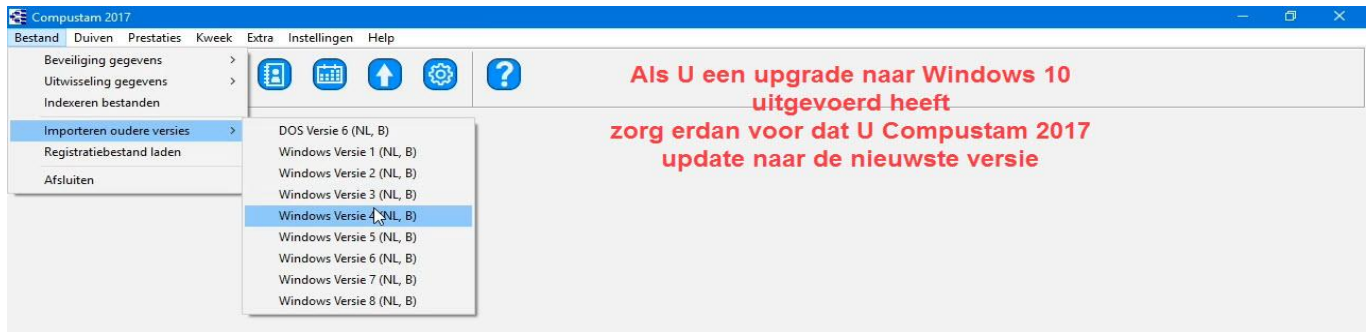 Compustam 2017
Bestand Duiven Prestaties Kweek Extra Instellingen Help
Beveiliging gegevens
Uitwisseling gegevens
Indexeren bestanden
Importeren oudere versies
Registratiebestand laden
Afsluiten
DOS Versie 6 (NL, B)
Windows Versie 1 (NL, B)
Windows Versie 2 (NL, B)
Windows Versie 3 (NL, B)
Windows Versie 4 (NL, B)
Windows Versie 5 (NL, B)
Windows Versie 6 (NL, B)
Windows Versie 7 (NL, B)
Windows Versie 8 (NL, B)
Als U een upgrade naar Windows 10
uitgevoerd heeft
zorg erdan voor dat U Compustam 2017
update naar de nieuwste versie